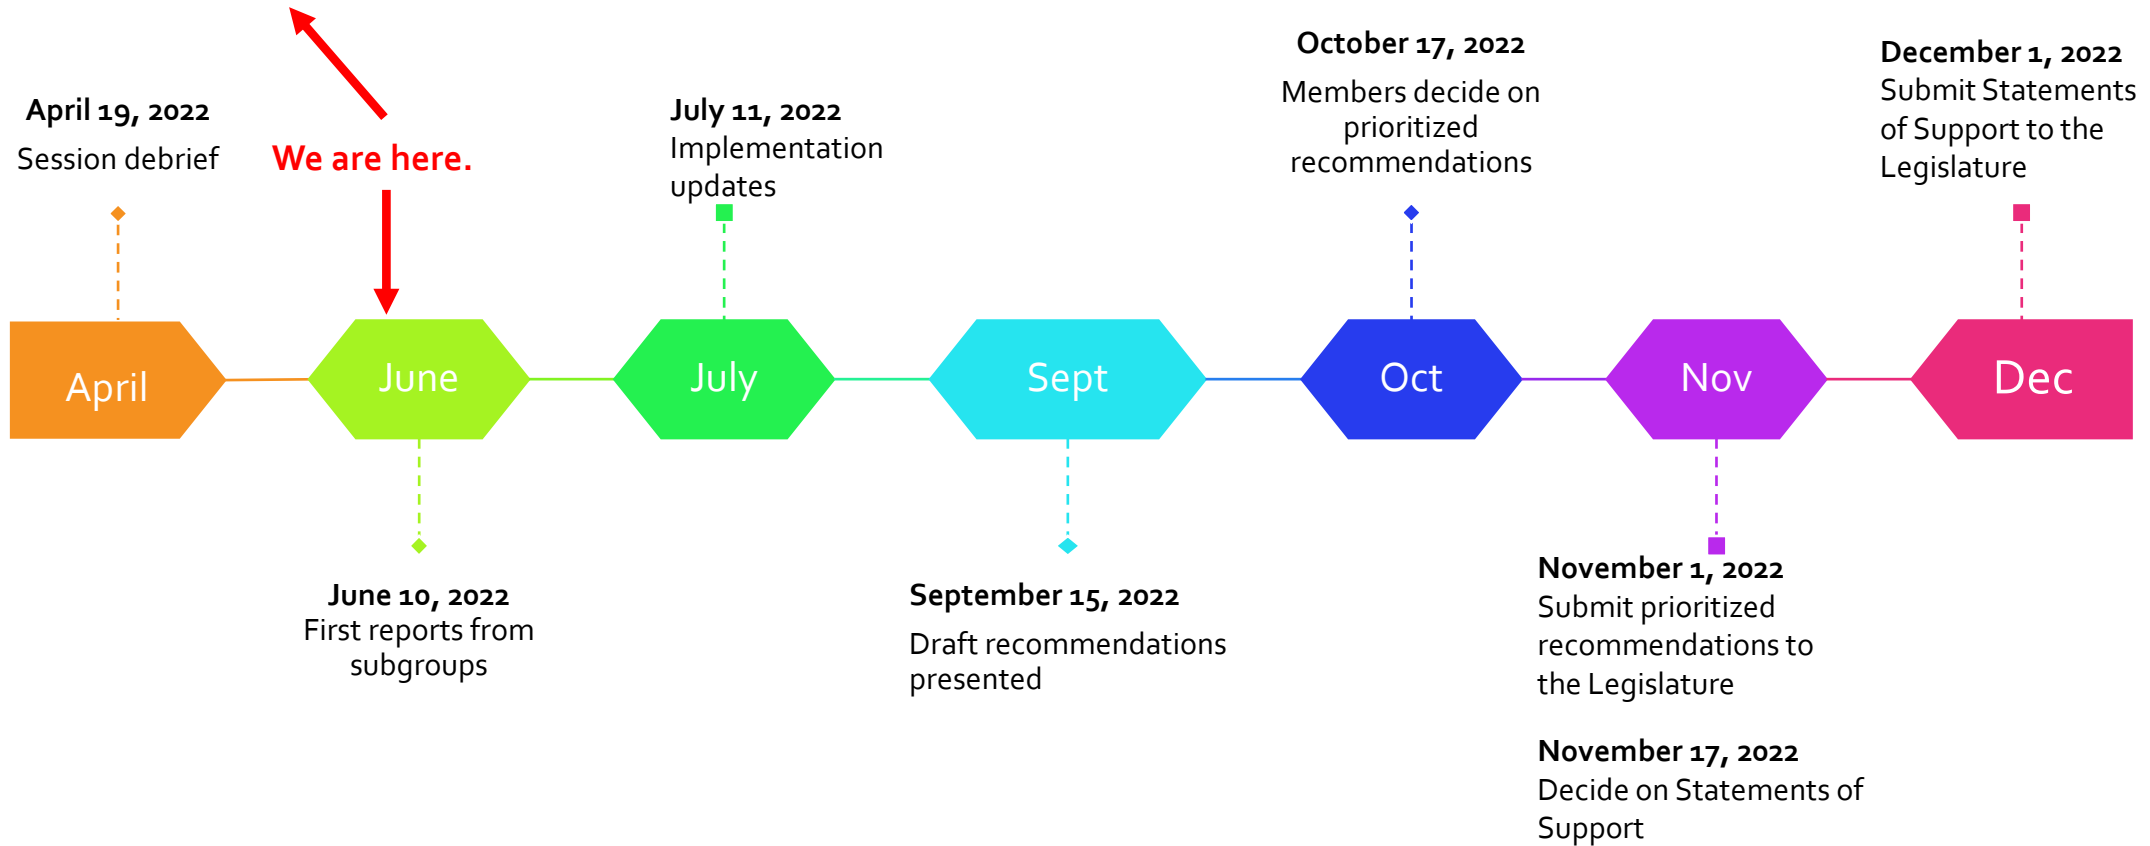 April 19, 2022
Session debrief
We are here.
July 11, 2022
Implementation
updates
October 17, 2022
Members decide on
prioritized
recommendations
December 1, 2022
Submit Statements
of Support to the
Legislature
April
June
July
Sept
Oct
Nov
Dec
June 10, 2022
First reports from
subgroups
September 15, 2022
Draft recommendations
presented
November 1, 2022
Submit prioritized
recommendations to
the Legislature
November 17, 2022
Decide on Statements of
Support